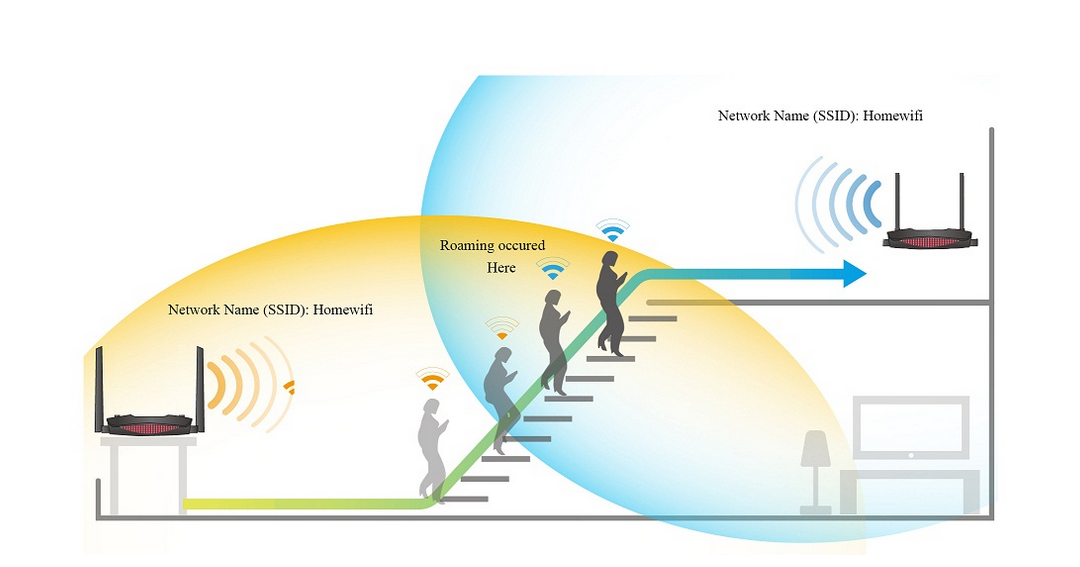 Network Name (SSID): Homewifi
Roaming occured
Here
Network Name (SSID): Homewifi